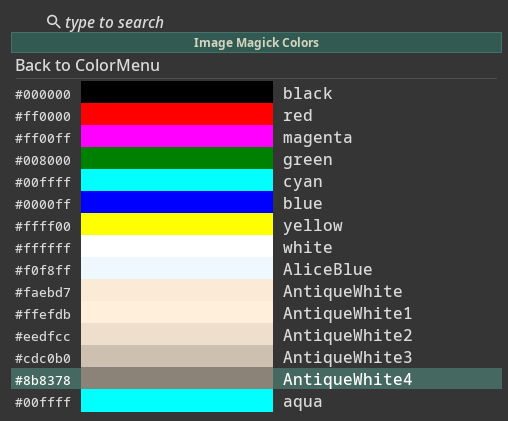 type to search
Image Magick Colors
Back to ColorMenu
#000000 black
#ff0000 red
#ff00ff magenta
#008000 green
#00ffff cyan
#0000ff blue
#ffff00 yellow
#ffffff white
#f0f8ff AliceBlue
#faebd7 AntiqueWhite
#ffefdb AntiqueWhite1
#eedfcc AntiqueWhite2
#cdc0b0 AntiqueWhite3
#8b8378 AntiqueWhite4
#00ffff aqua